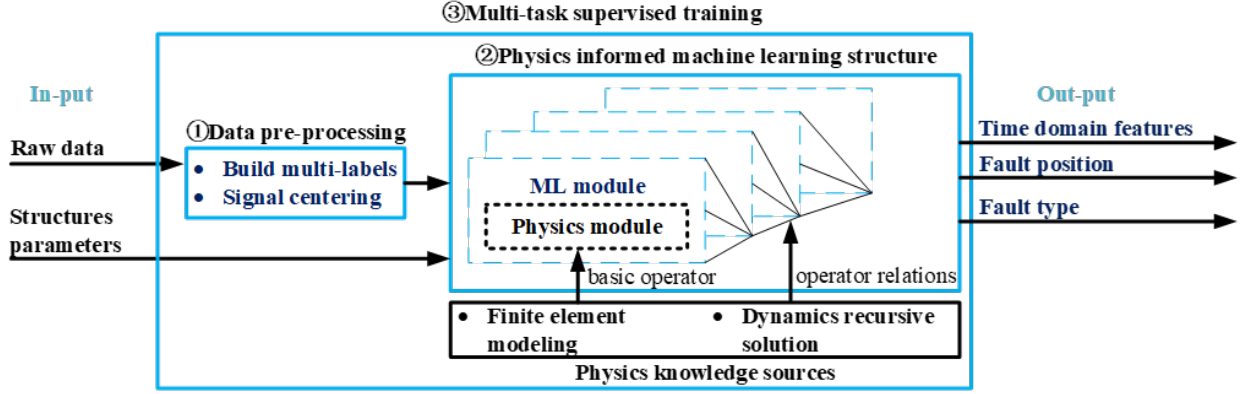 ③Multi-task supervised training
②Physics informed machine learning structure
In-put
Out-put
①Data pre-processing
Raw data
• Build multi-labels
• Signal centering
Time domain features
Fault position
Fault type
ML module
Physics module
Structures
parameters
basic operator
operator relations
• Finite element
modeling
• Dynamics recursive
solution
Physics knowledge sources